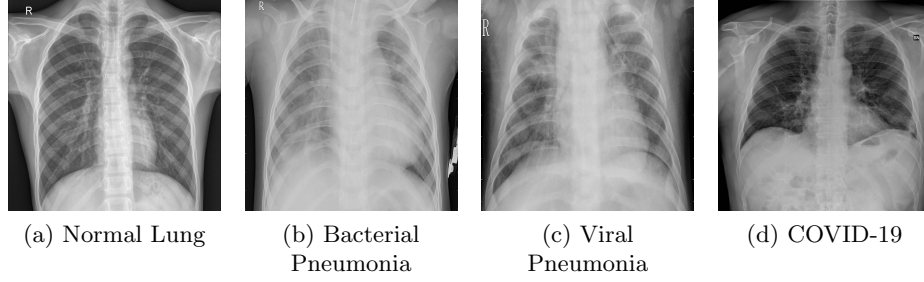 R
R
R
(a) Normal Lung
(b) Bacterial
Pneumonia
(c) Viral
Pneumonia
(d) COVID-19